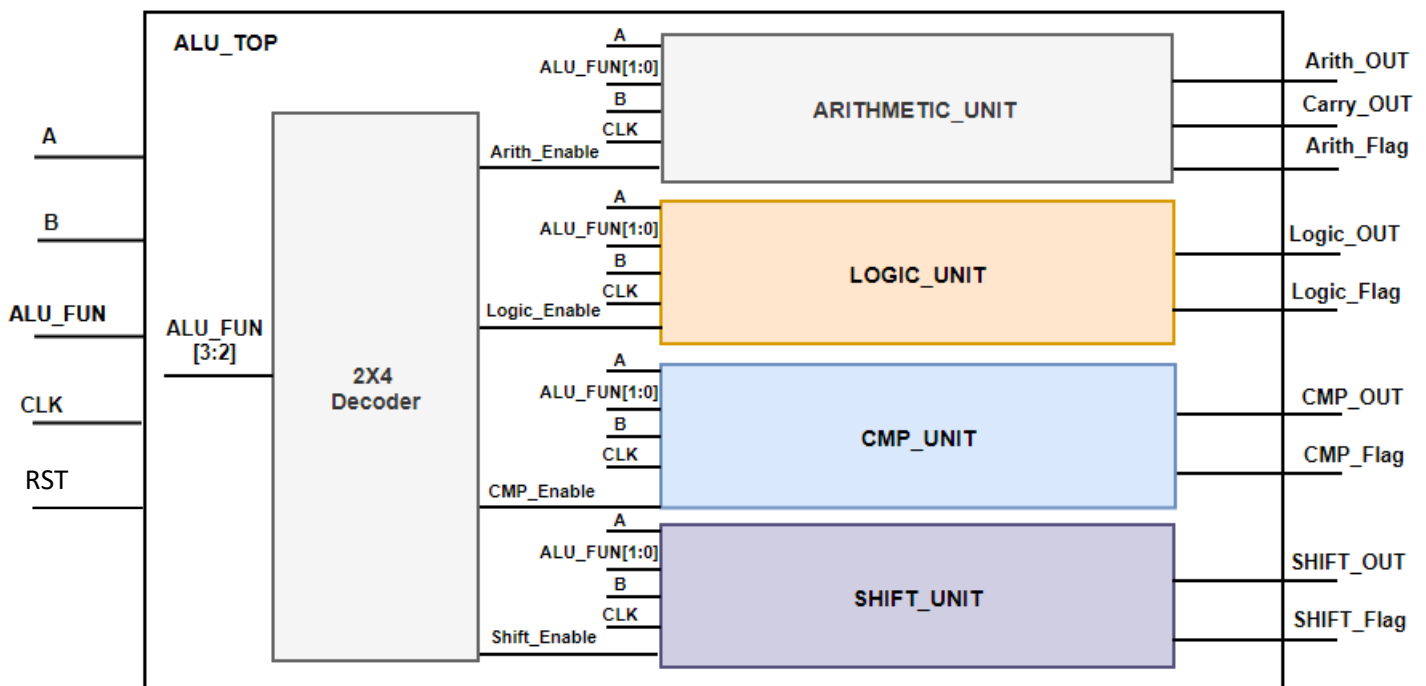 ALU_TOP
A
B
ALU_FUN
CLK
RST
ALU_FUN
[3:2]
2X4
Decoder
A
ALU_FUN[1:0]
B
CLK
Arith_Enable
ARITHMETIC_UNIT
Arith_OUT
Carry_OUT
Arith_Flag
A
ALU_FUN[1:0]
B
CLK
Logic_Enable
LOGIC_UNIT
Logic_OUT
Logic_Flag
A
ALU_FUN[1:0]
B
CLK
CMP_Enable
CMP_UNIT
CMP_OUT
CMP_Flag
A
ALU_FUN[1:0]
B
CLK
Shift_Enable
SHIFT_UNIT
SHIFT_OUT
SHIFT_Flag